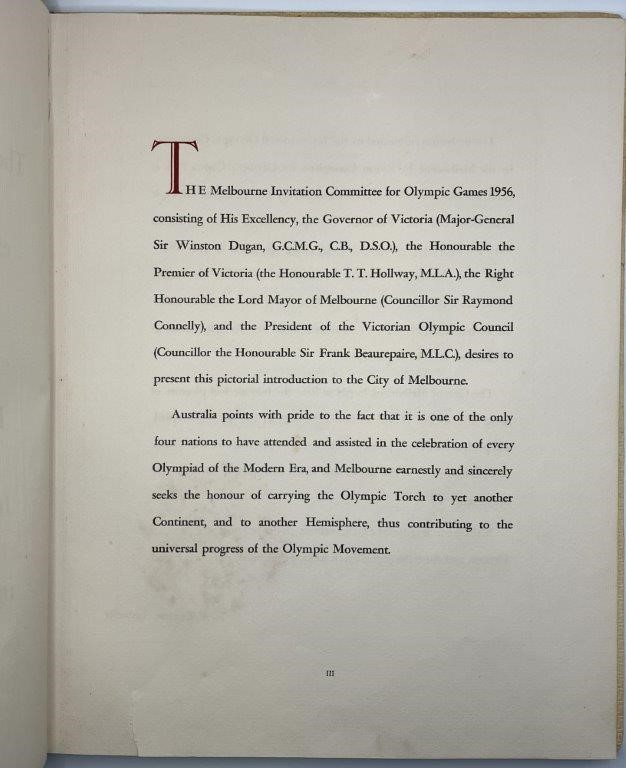 THE Melbourne Invitation Committee for Olympic Games 1956,
consisting of His Excellency, the Governor of Victoria (Major-General
Sir Winston Dugan, G.C.M.G., C.B., D.S.O.), the Honourable the
Premier of Victoria (the Honourable T. T. Hollway, M.L.A.), the Right
Honourable the Lord Mayor of Melbourne (Councillor Sir Raymond
Connelly), and the President of the Victorian Olympic Council
(Councillor the Honourable Sir Frank Beaurepaire, M.L.C.), desires to
present this pictorial introduction to the City of Melbourne.
Australia points with pride to the fact that it is one of the only
four nations to have attended and assisted in the celebration of every
Olympiad of the Modern Era, and Melbourne earnestly and sincerely
seeks the honour of carrying the Olympic Torch to yet another
Continent, and to another Hemisphere, thus contributing to the
universal progress of the Olympic Movement.
III